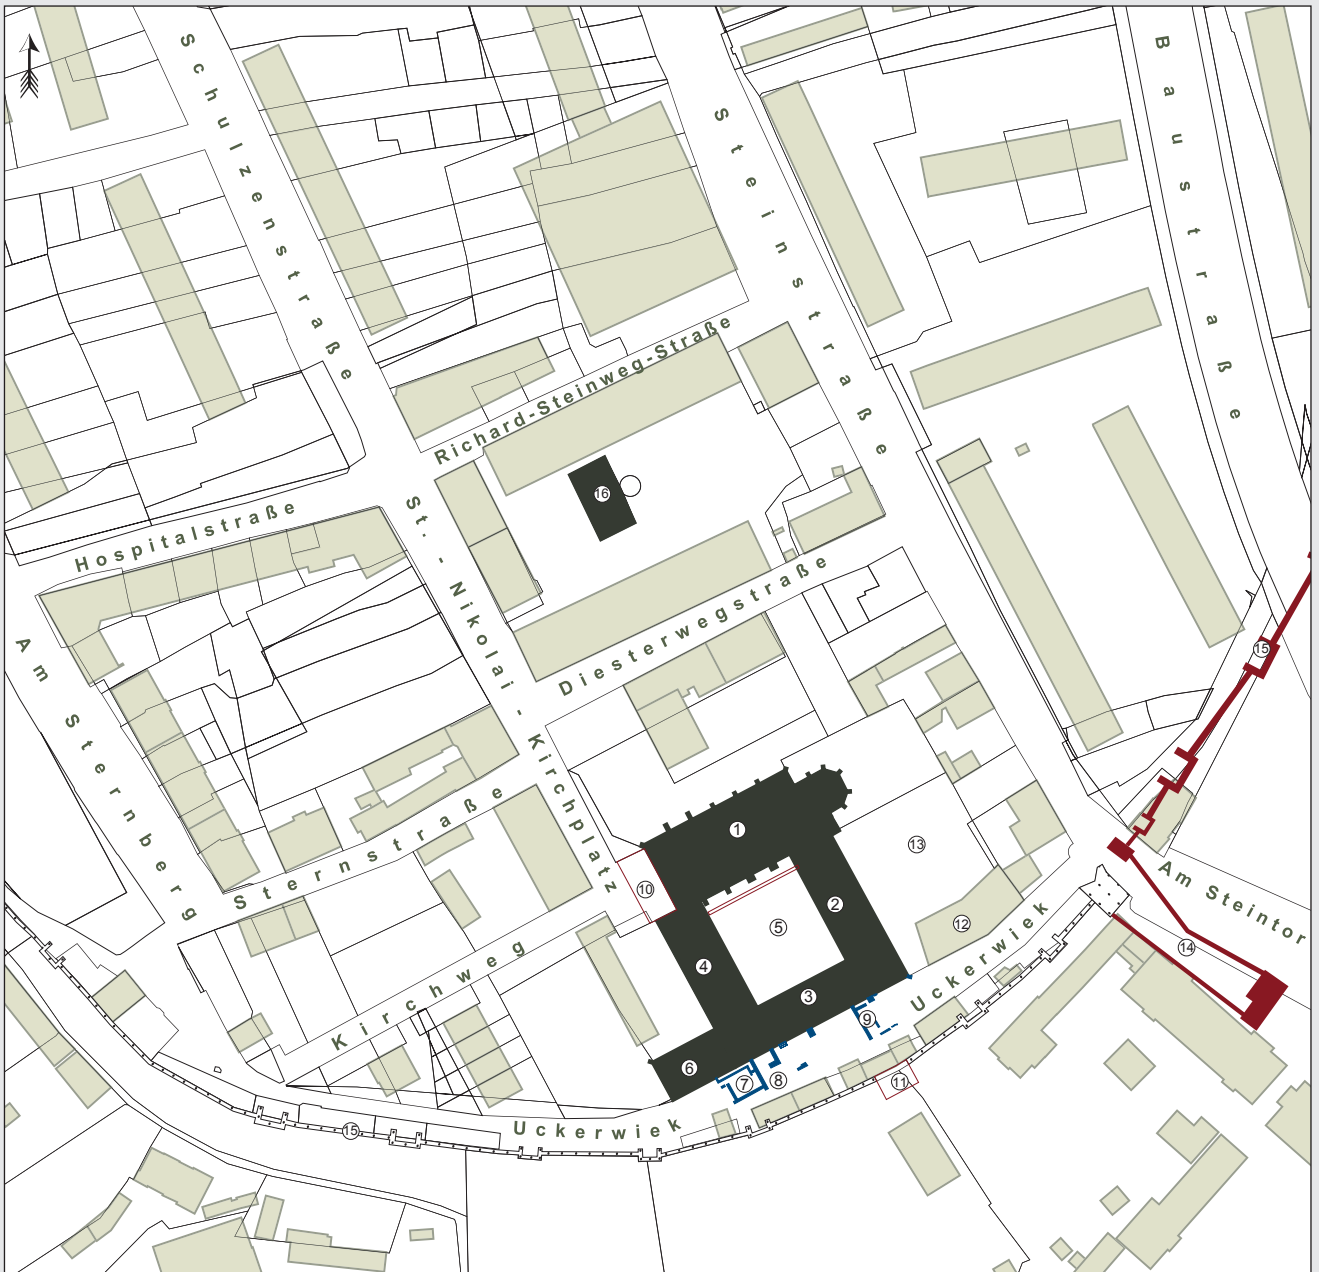 Schulzenstraße
Steinstraße
Baustraße
Richard-Steinweg-Straße
16
Hospitalstraße
St.-Nikolai-Kirchplatz
Diesterwegstraße
Am Sternberg
15
Sternstraße
1
13
10
2
5
12
Am Steintor
4
14
Kirchweg
3
Uckerwiek
9
6
7
8
11
15
Uckerwiek